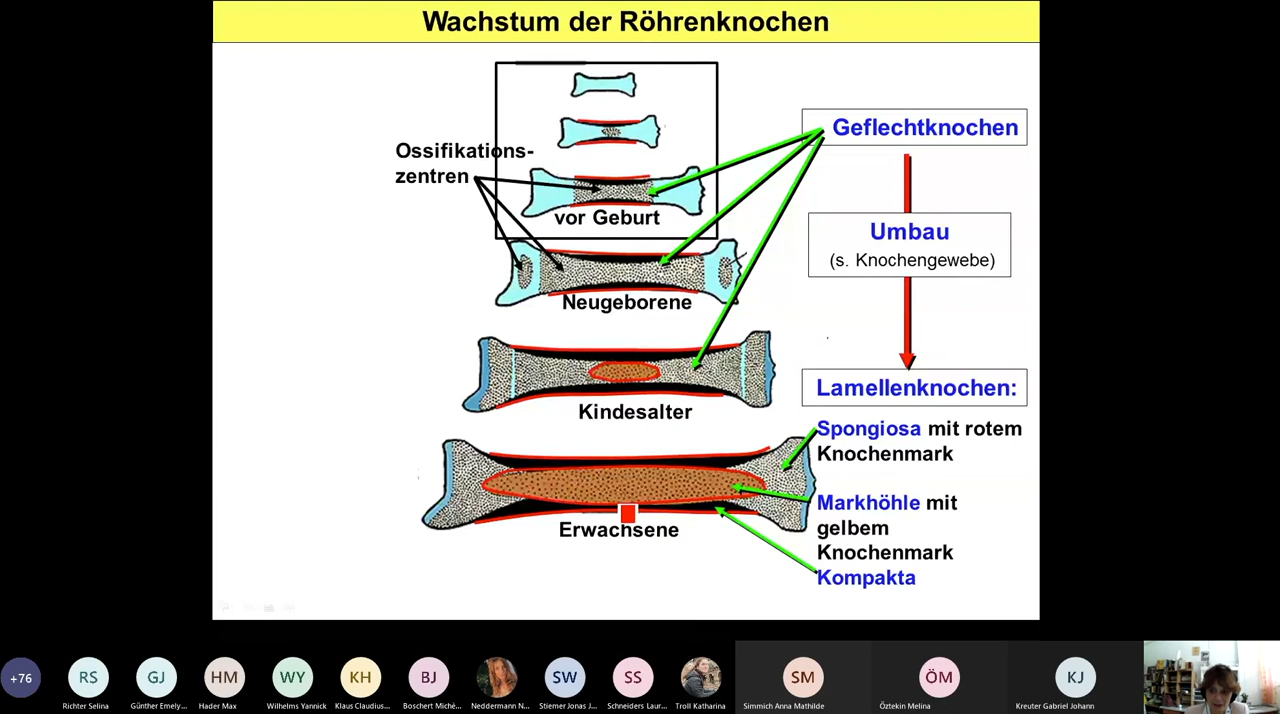 Wachstum der Röhrenknochen
Ossifikations-
zentren
vor Geburt
Neugeborene
Kindesalter
Erwachsene
Geflechtknochen
Umbau
(s. Knochengewebe)
Lamellenknochen:
Spongiosa mit rotem
Knochenmark
Markhöhle mit
gelbem
Knochenmark
Kompakta
+76
RS
GJ
HM
WY
KH
BJ
SW
SS
SM
ÖM
KJ
Richter Selina
Günther Emely...
Hader Max
Wilhelms Yannick
Klaus Claudius...
Boschert Michè...
Neddermann N...
Stiemer Jonas J...
Schneiders Laur...
Troll Katharina
Simmich Anna Mathilde
Öztekin Melina
Kreuter Gabriel Johann